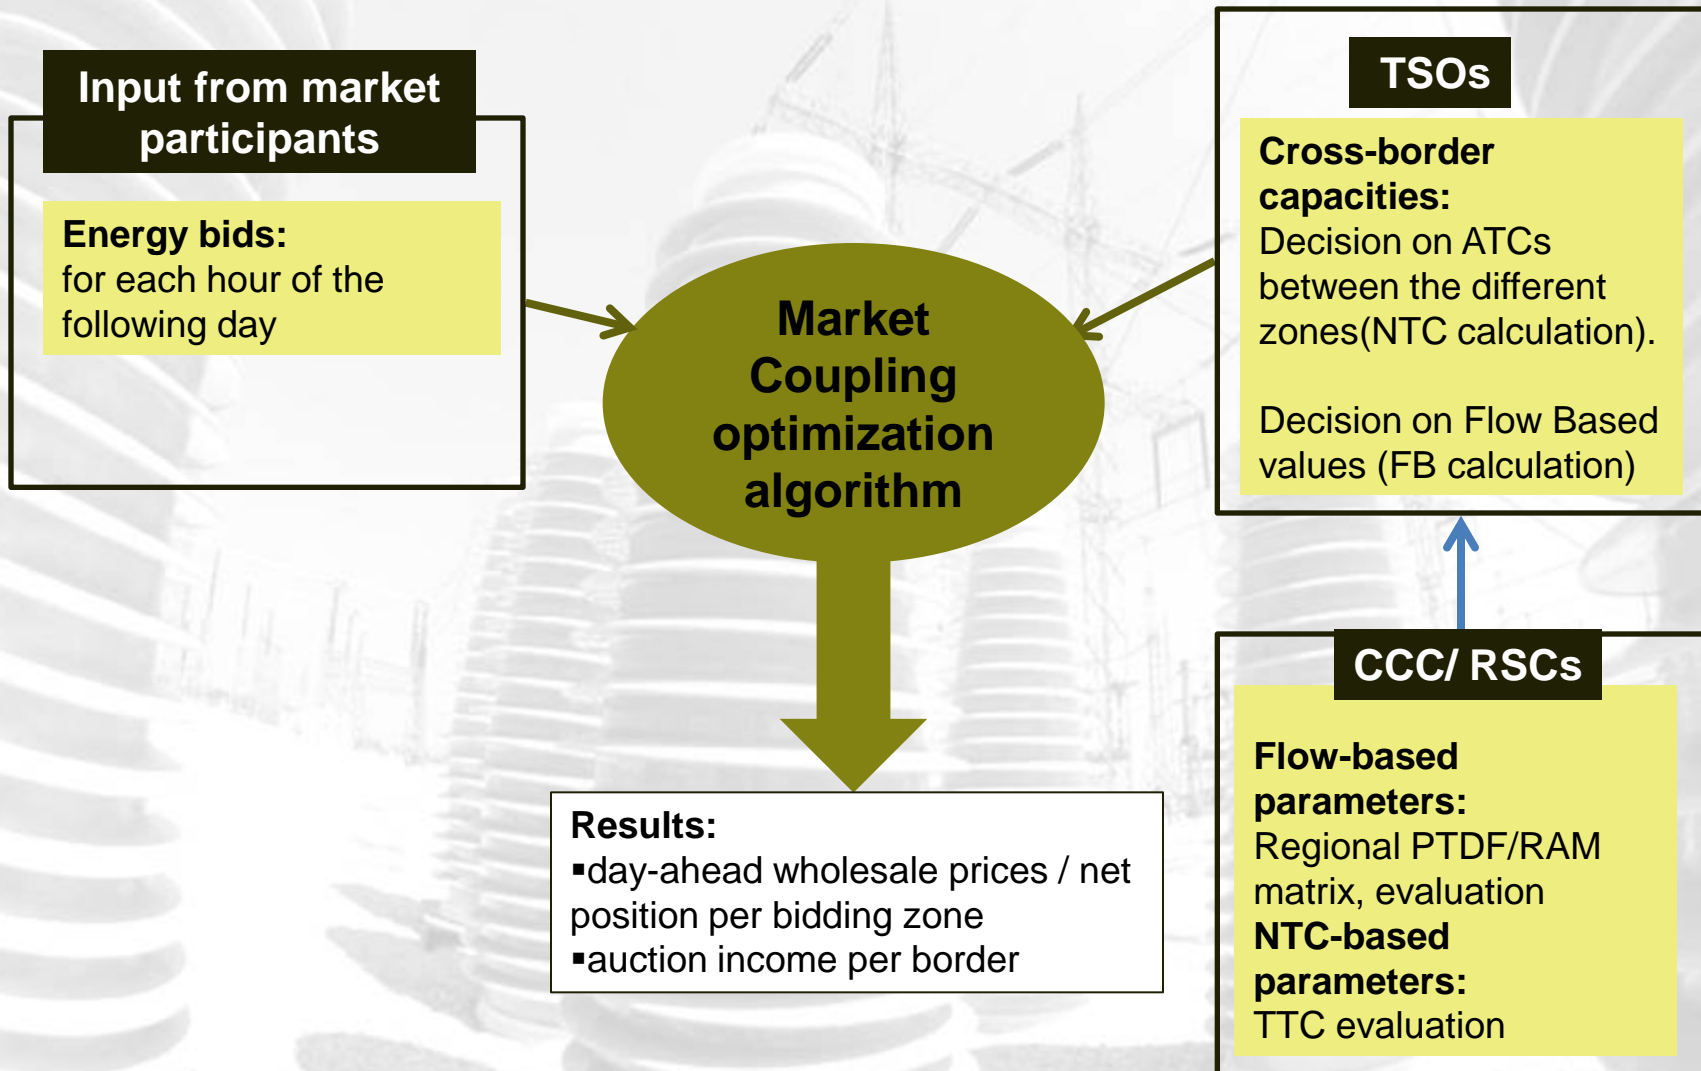 Input from market
participants
Energy bids:
for each hour of the
following day
Market
Coupling
optimization
algorithm
TSOs
Cross-border
capacities:
Decision on ATCs
between the different
zones(NTC calculation).
Decision on Flow Based
values (FB calculation)
CCC/ RSCs
Flow-based
parameters:
Regional PTDF/RAM
matrix, evaluation
NTC-based
parameters:
TTC evaluation
Results:
▪day-ahead wholesale prices / net
position per bidding zone
▪auction income per border